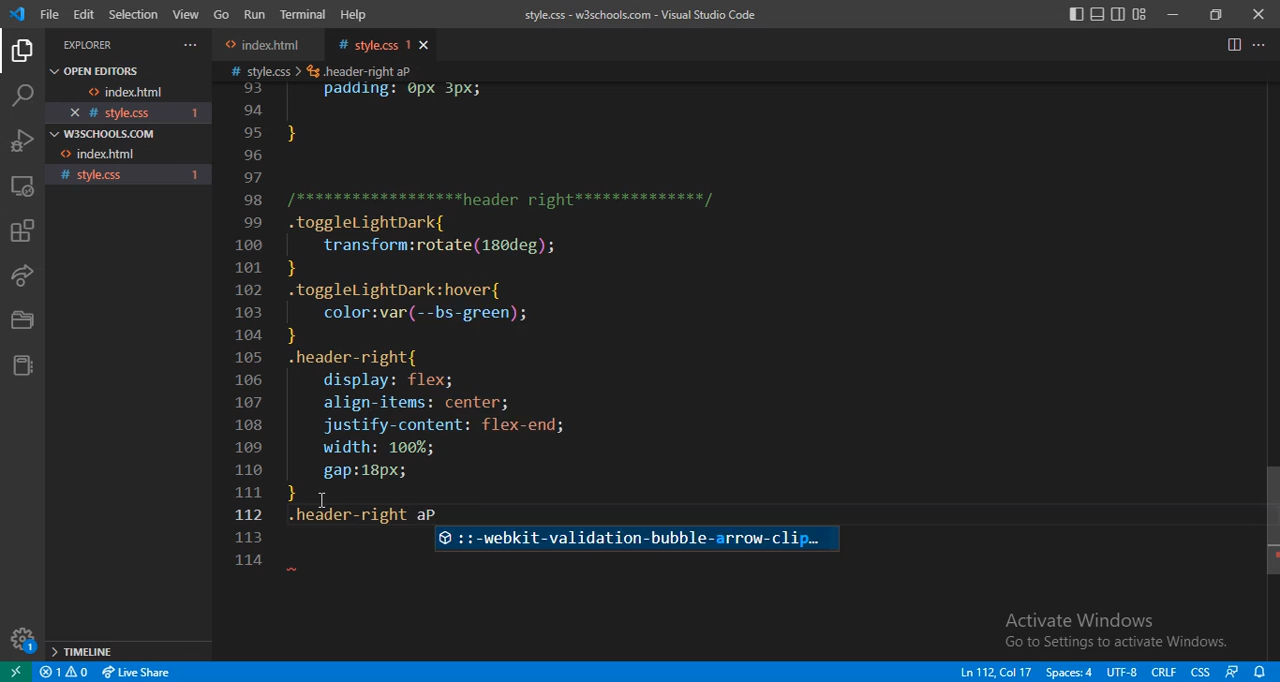 File Edit Selection View Go Run Terminal Help style.css - w3schools.com - Visual Studio Code
EXPLORER ···
index.html
# style.css 1
# style.css > .header-right aP
OPEN EDITORS
index.html
# style.css 1
W3SCHOOLS.COM
index.html
# style.css 1
93 padding: 0px 3px;
94
95 }
96
97
98 /******************header right**************/
99 .toggleLightDark{
100 transform:rotate(180deg);
101 }
102 .toggleLightDark:hover{
103 color:var(--bs-green);
104 }
105 .header-right{
106 display: flex;
107 align-items: center;
108 justify-content: flex-end;
109 width: 100%;
110 gap:18px;
111 }
112 .header-right aP
::-webkit-validation-bubble-arrow-clip…
113
114
Activate Windows
Go to Settings to activate Windows.
1
TIMELINE
1 0 Live Share Ln 112, Col 17 Spaces: 4 UTF-8 CRLF CSS